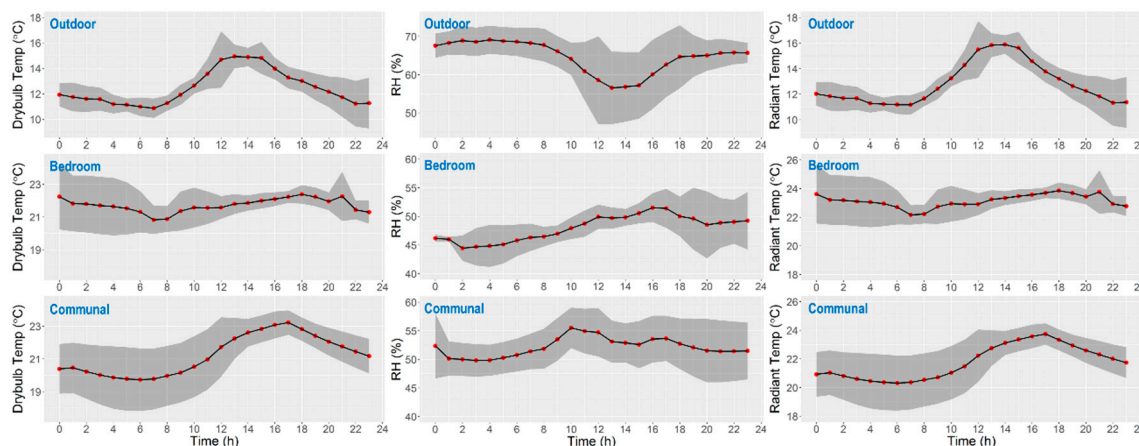 Outdoor
Drybulb Temp (°C)
18
16
14
12
10
0 2 4 6 8 10 12 14 16 18 20 22 24
Outdoor
RH (%)
70
60
50
0 2 4 6 8 10 12 14 16 18 20 22 24
Outdoor
Radiant Temp (°C)
18
16
14
12
10
0 2 4 6 8 10 12 14 16 18 20 22 24
Bedroom
Drybulb Temp (°C)
23
21
19
0 2 4 6 8 10 12 14 16 18 20 22 24
Bedroom
RH (%)
60
55
50
45
40
0 2 4 6 8 10 12 14 16 18 20 22 24
Bedroom
Radiant Temp (°C)
26
24
22
20
18
0 2 4 6 8 10 12 14 16 18 20 22 24
Communal
Drybulb Temp (°C)
23
21
19
17
0 2 4 6 8 10 12 14 16 18 20 22 24
Time (h)
Communal
RH (%)
60
55
50
45
40
0 2 4 6 8 10 12 14 16 18 20 22 24
Time (h)
Communal
Radiant Temp (°C)
26
24
22
20
18
0 2 4 6 8 10 12 14 16 18 20 22 24
Time (h)